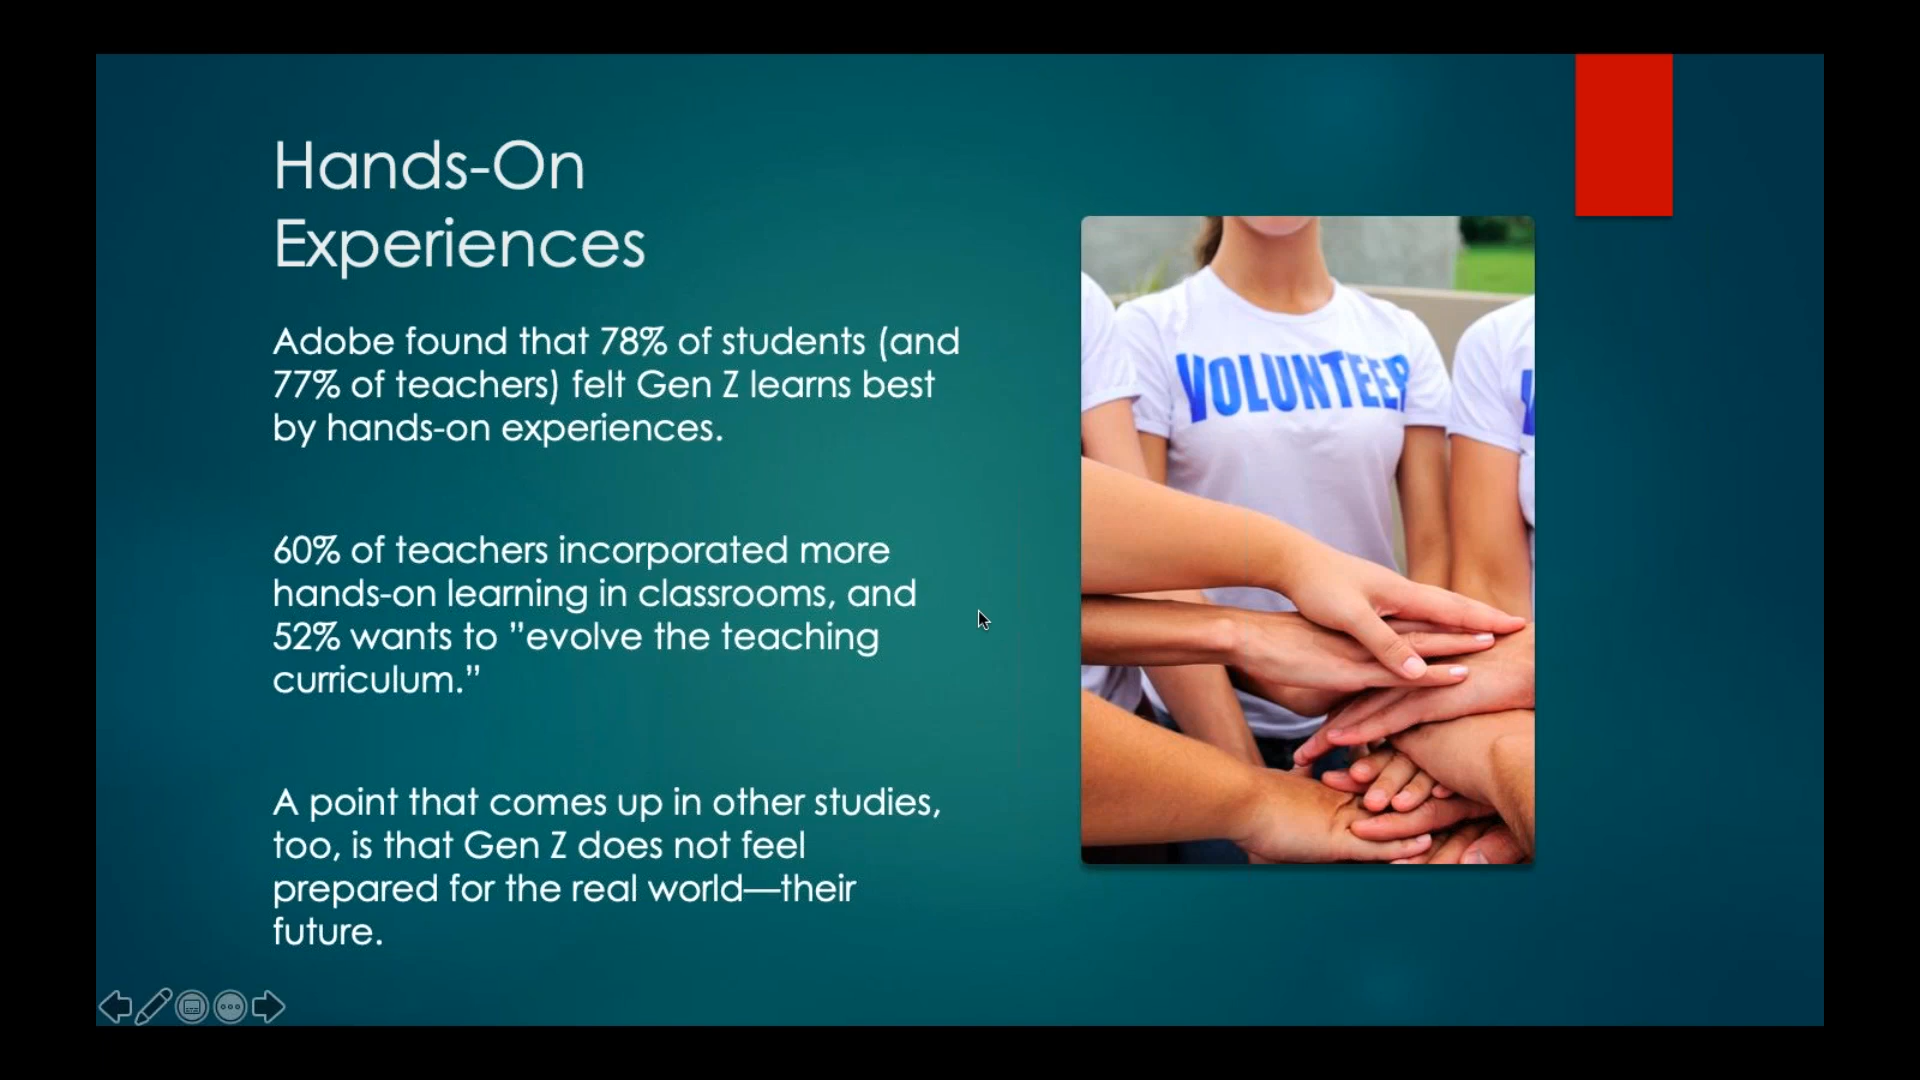 Hands-On
Experiences
Adobe found that 78% of students (and
77% of teachers) felt Gen Z learns best
by hands-on experiences.
60% of teachers incorporated more
hands-on learning in classrooms, and
52% wants to ”evolve the teaching
curriculum.”
A point that comes up in other studies,
too, is that Gen Z does not feel
prepared for the real world—their
future.
VOLUNTEER